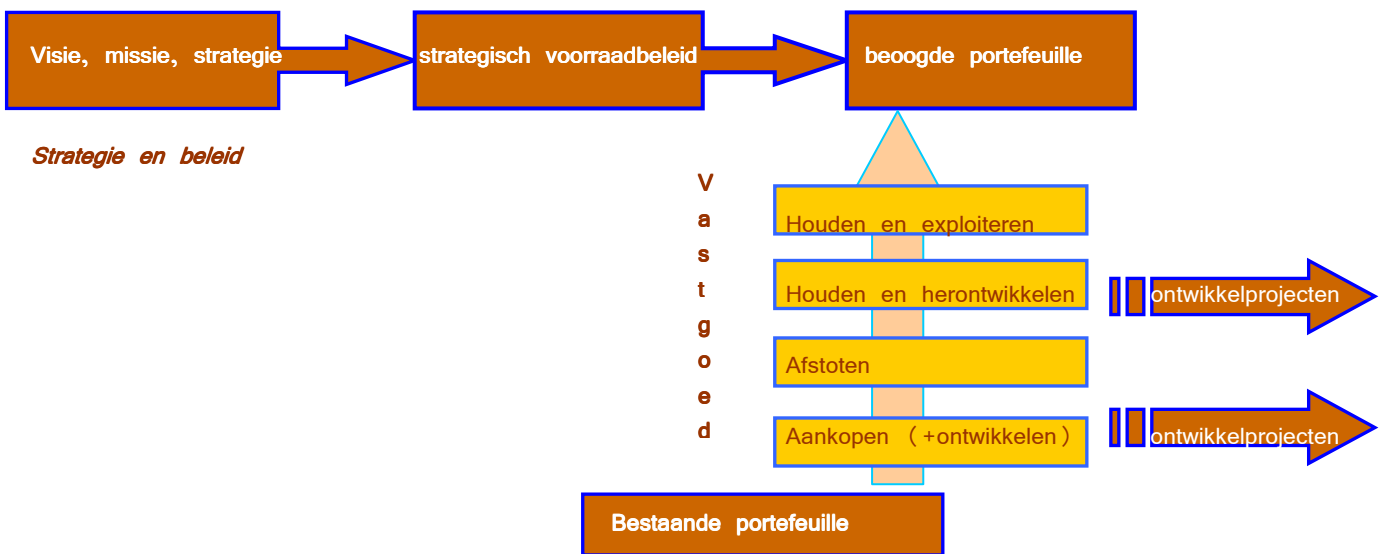 Visie, missie, strategie
strategisch voorraadbeleid
beoogde portefeuille
Strategie en beleid
V
a
s
t
g
o
e
d
Houden en exploiteren
Houden en herontwikkelen
ontwikkelprojecten
Afstoten
Aankopen (+ontwikkelen)
ontwikkelprojecten
Bestaande portefeuille